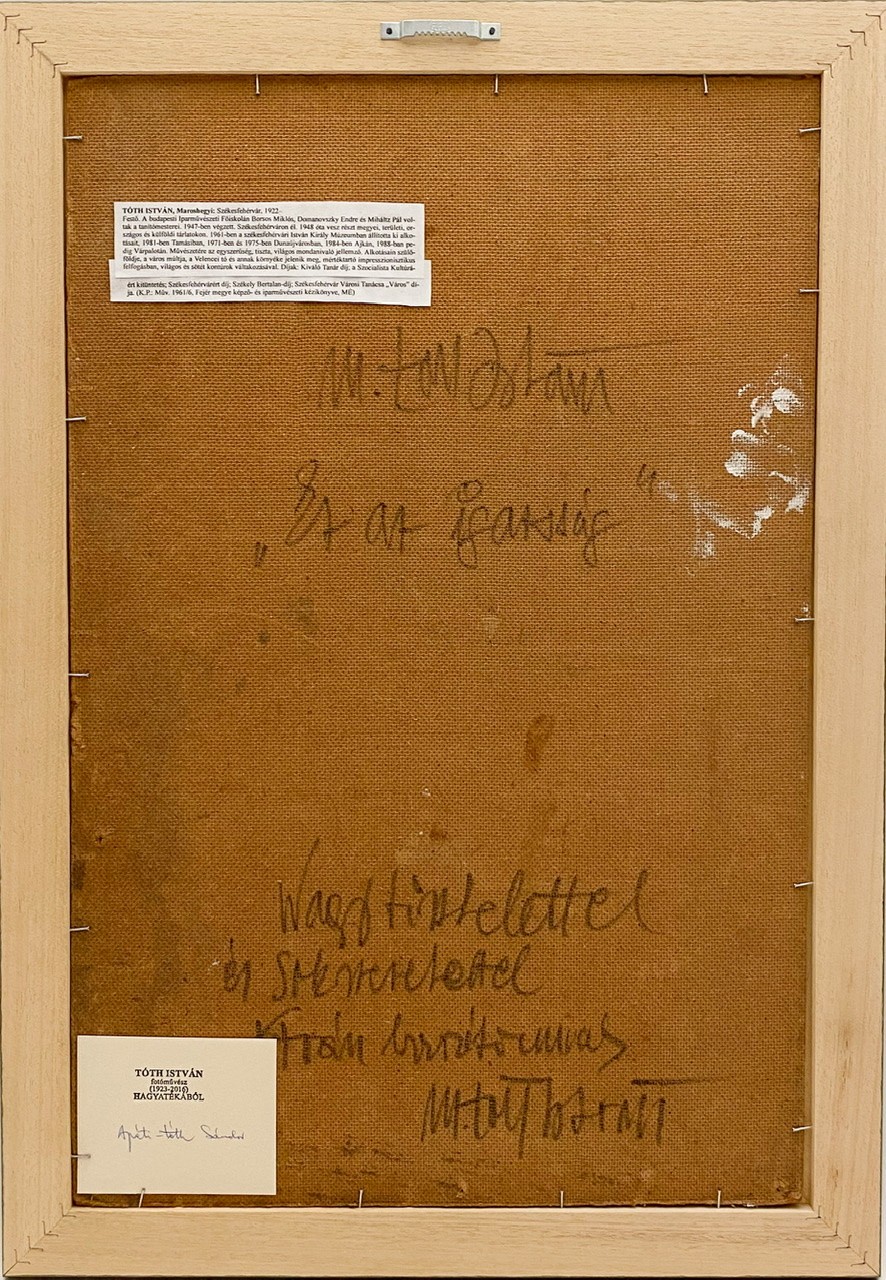 TÓTH ISTVÁN, Maroshegyi: Székesfehérvár, 1922-
Festő. A budapesti Iparművészeti Főiskolán Borsos Miklós, Domanovszky Endre és Miháltz Pál vol-
tak a tanítómesterei. 1947-ben végzett. Székesfehérváron él. 1948 óta vesz részt megyei, területi, or-
szágos és külföldi tárlatokon. 1961-ben a székesfehérvári István Király Múzeumban állította ki alko-
tásait, 1981-ben Tamásiban, 1971-ben és 1975-ben Dunaújvárosban, 1984-ben Ajkán, 1988-ban pe-
dig Várpalotán. Művészetére az egyszerűség, tiszta, világos mondanivaló jellemző. Alkotásain szülő-
földje, a város múltja, a Velencei tó és annak környéke jelenik meg, mértéktartó impresszionisztikus
felfogásban, világos és sötét kontúrok váltakozásával. Díjak: Kiváló Tanár díj; a Szocialista Kultúrá-
ért kitüntetés; Székesfehérvárért díj; Székely Bertalan-díj; Székesfehérvár Városi Tanácsa „Város" dí-
ja. (K.P.: Műv. 1961/6, Fejér megye képző- és iparművészeti kézikönyve, MÉ)
M. Tóth István
„Ez az igazság"
Nagy tisztelettel
és szeretettel
István barátomnak
M. Tóth István
TÓTH ISTVÁN
fotóművész
(1923-2016)
HAGYATÉKÁBÓL
Apáti-Tóth Sándor